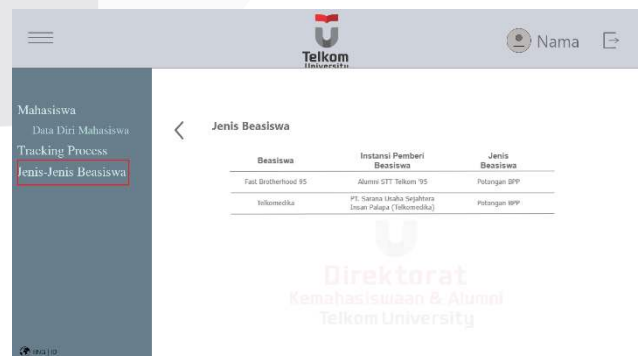 Telkom
University
Nama
Mahasiswa
Data Diri Mahasiswa
Tracking Process
Jenis-Jenis Beasiswa
Jenis Beasiswa
Beasiswa
Instansi Pemberi
Beasiswa
Jenis
Beasiswa
Fast Brotherhood 95
Alumni STT Telkom '95
Potongan BPP
Telkomedika
PT. Sarana Usaha Sejahtera
Insan Palapa (Telkomedika)
Potongan BPP
Direktorat
Kemahasiswaan & Alumni
Telkom University
ENG | ID